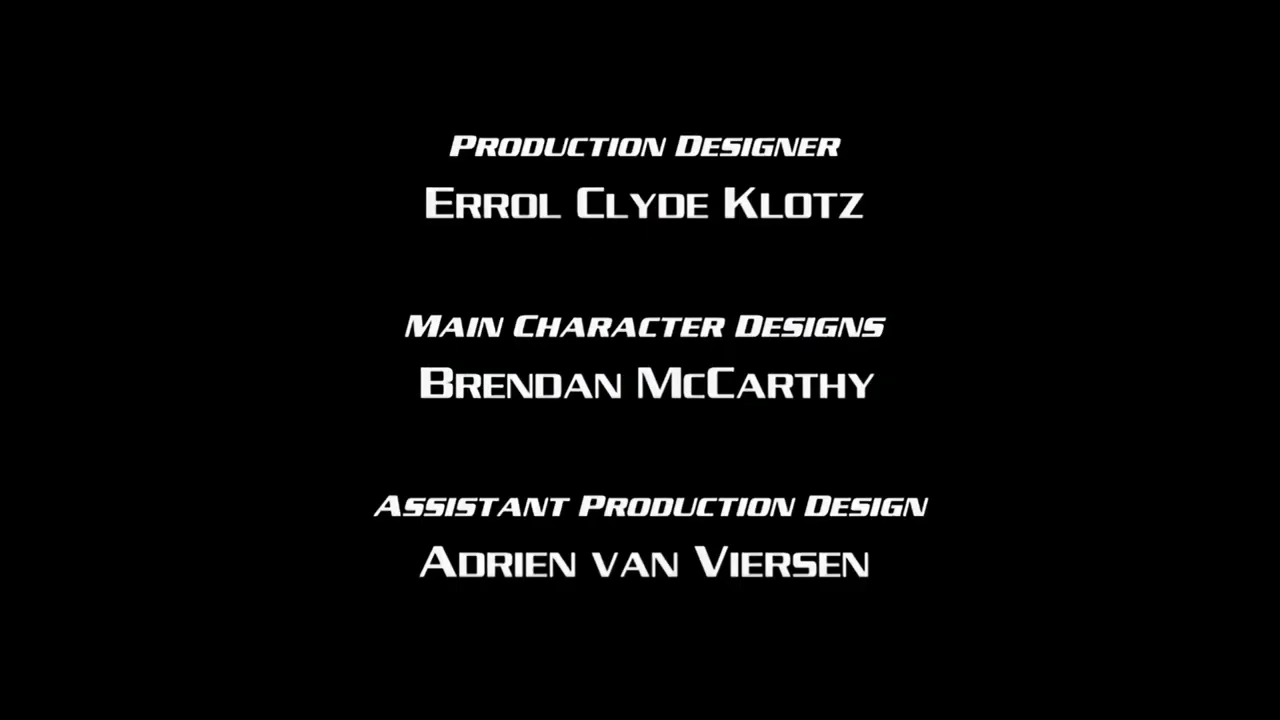 Production Designer
Errol Clyde Klotz
Main Character Designs
Brendan McCarthy
Assistant Production Design
Adrien van Viersen